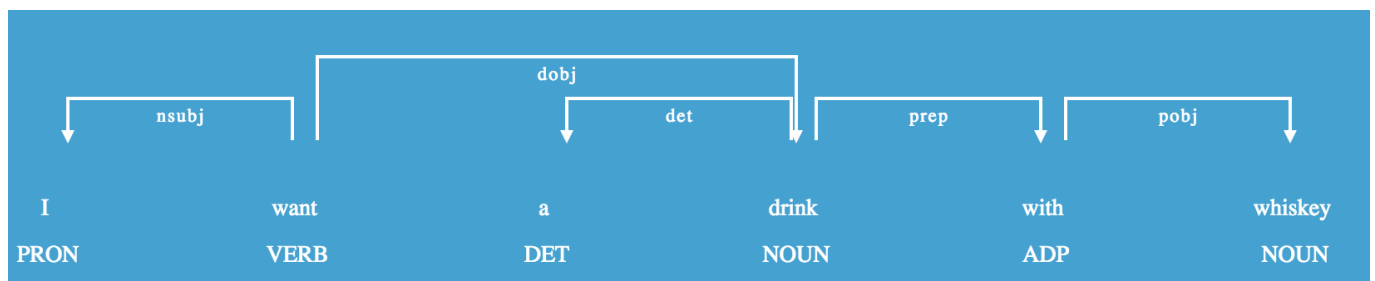 dobj
nsubj det prep pobj
I want a drink with whiskey
PRON VERB DET NOUN ADP NOUN